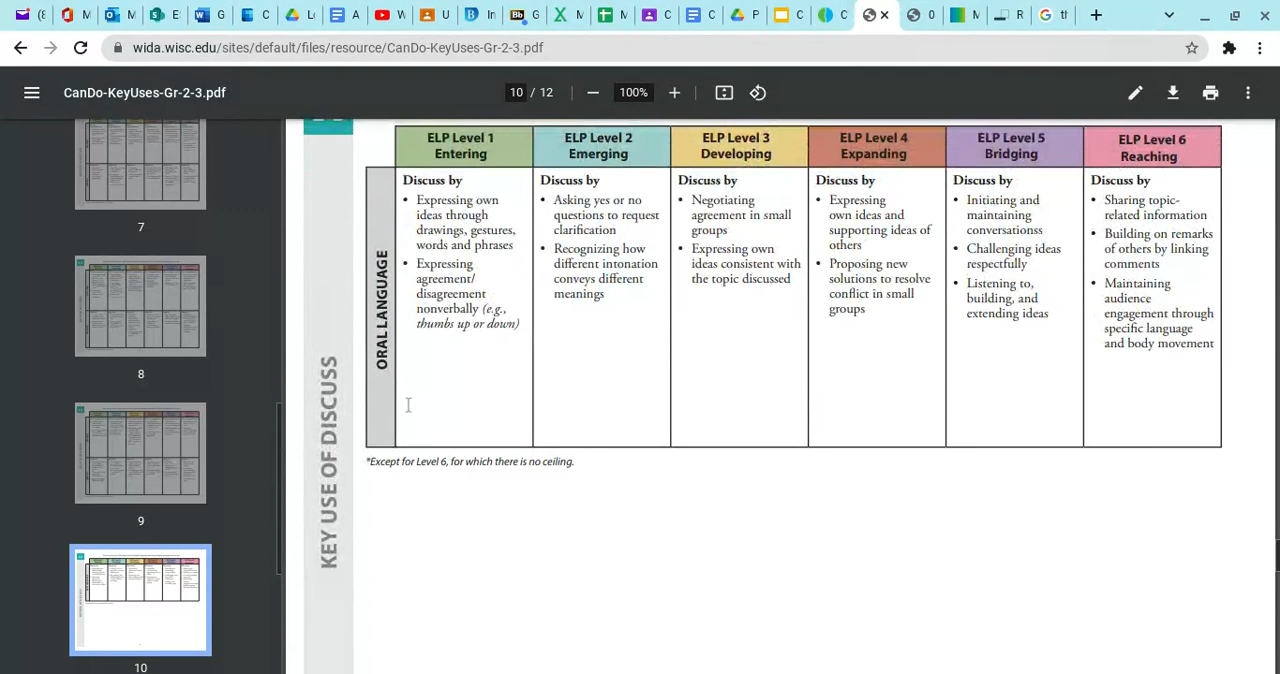 (8
M
M
E
W
G
C
Lo
A
W
U
In
Bb G
M
M
C
C
P
C
C
0
M
R
tl
wida.wisc.edu/sites/default/files/resource/CanDo-KeyUses-Gr-2-3.pdf
CanDo-KeyUses-Gr-2-3.pdf
10 / 12
100%
7
8
9
10
KEY USE OF DISCUSS
ORAL LANGUAGE
ELP Level 1
Entering
Discuss by
• Expressing own
ideas through
drawings, gestures,
words and phrases
• Expressing
agreement/
disagreement
nonverbally (e.g.,
thumbs up or down)
ELP Level 2
Emerging
Discuss by
• Asking yes or no
questions to request
clarification
• Recognizing how
different intonation
conveys different
meanings
ELP Level 3
Developing
Discuss by
• Negotiating
agreement in small
groups
• Expressing own
ideas consistent with
the topic discussed
ELP Level 4
Expanding
Discuss by
• Expressing
own ideas and
supporting ideas of
others
• Proposing new
solutions to resolve
conflict in small
groups
ELP Level 5
Bridging
Discuss by
• Initiating and
maintaining
conversationss
• Challenging ideas
respectfully
• Listening to,
building, and
extending ideas
ELP Level 6
Reaching
Discuss by
• Sharing topic-
related information
• Building on remarks
of others by linking
comments
• Maintaining
audience
engagement through
specific language
and body movement
*Except for Level 6, for which there is no ceiling.